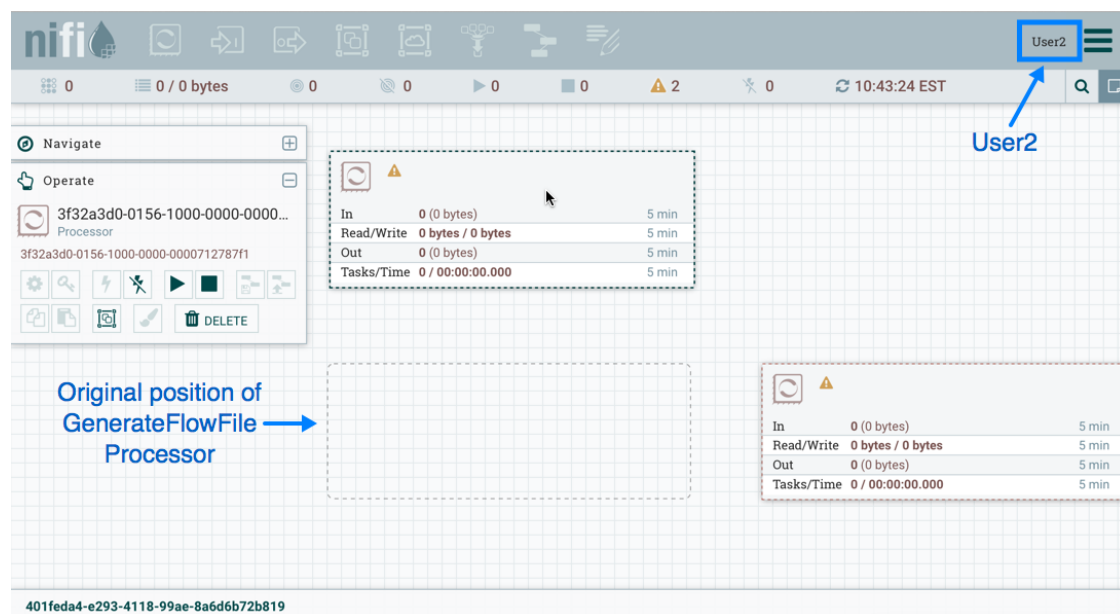 nifi
User2
0
0 / 0 bytes
0
0
0
0
2
0
10:43:24 EST
User2
Navigate
Operate
3f32a3d0-0156-1000-0000-0000...
Processor
3f32a3d0-0156-1000-0000-0000712787f1
DELETE
In 0 (0 bytes) 5 min
Read/Write 0 bytes / 0 bytes 5 min
Out 0 (0 bytes) 5 min
Tasks/Time 0 / 00:00:00.000 5 min
Original position of
GenerateFlowFile
Processor
In 0 (0 bytes) 5 min
Read/Write 0 bytes / 0 bytes 5 min
Out 0 (0 bytes) 5 min
Tasks/Time 0 / 00:00:00.000 5 min
401feda4-e293-4118-99ae-8a6d6b72b819